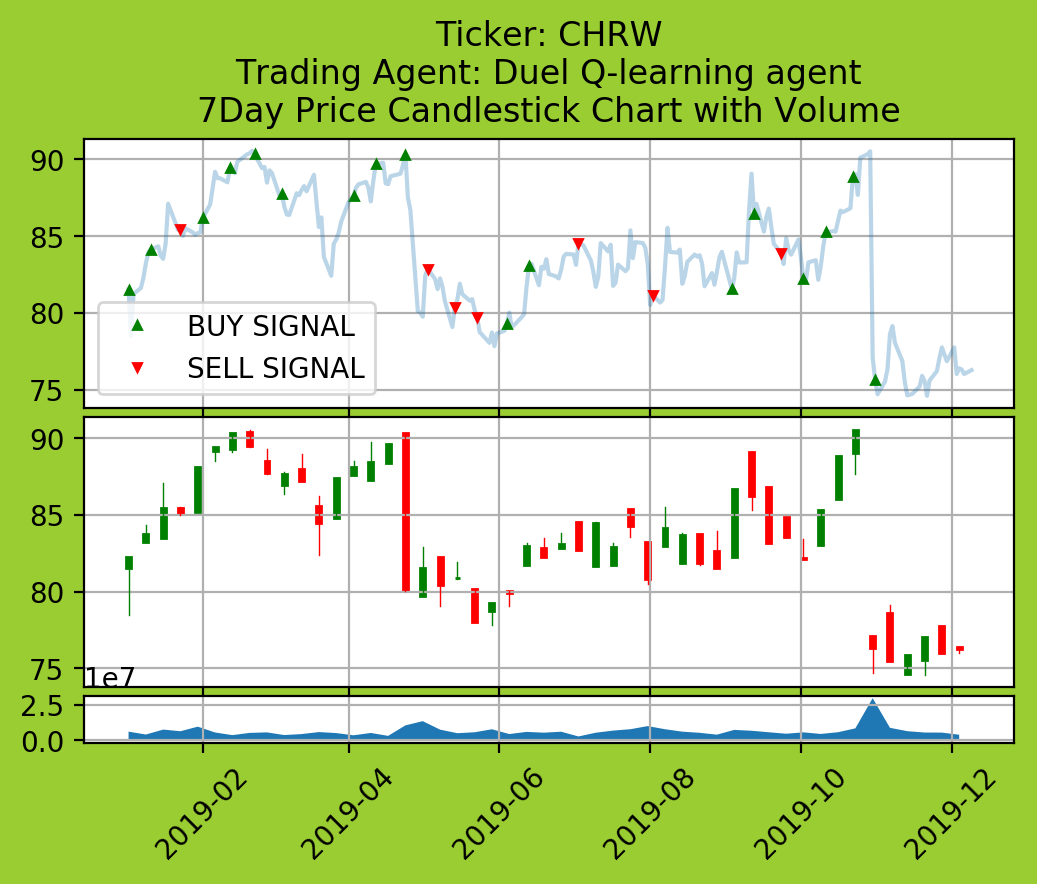 Ticker: CHRW
Trading Agent: Duel Q-learning agent
7Day Price Candlestick Chart with Volume
90
85
80
75
BUY SIGNAL
SELL SIGNAL
90
85
80
75
1e7
2.5
0.0
2019-02
2019-04
2019-06
2019-08
2019-10
2019-12